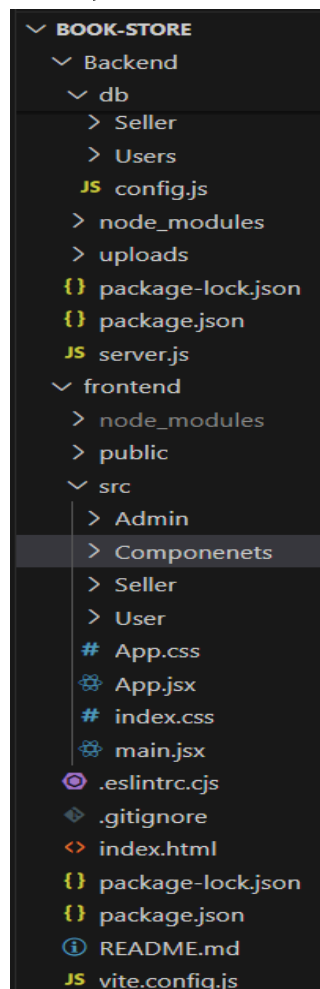 BOOK-STORE
Backend
db
Seller
Users
JS config.js
node_modules
uploads
{} package-lock.json
{} package.json
JS server.js
frontend
node_modules
public
src
Admin
Componenets
Seller
User
# App.css
App.jsx
# index.css
main.jsx
.eslintrc.cjs
.gitignore
<> index.html
{} package-lock.json
{} package.json
README.md
JS vite.config.js